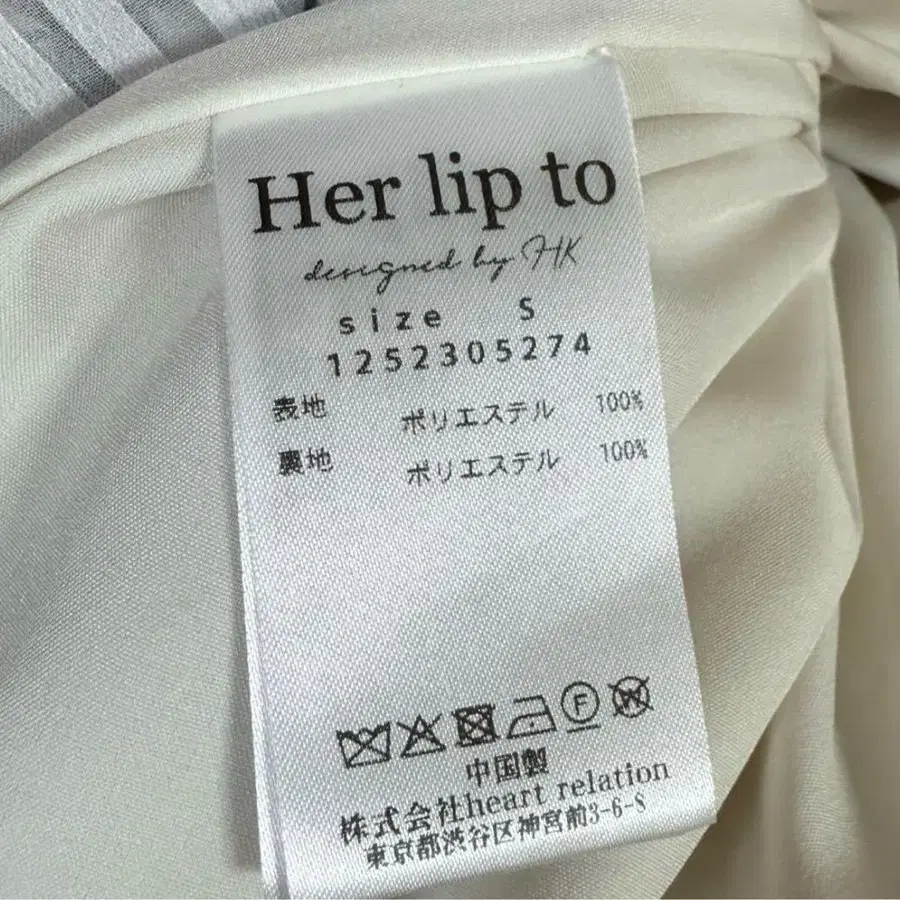 Her lip to
designed by HK
size S
1252305274
表地 ポリエステル 100%
裏地 ポリエステル 100%
F W
中国製
株式会社heart relation
東京都渋谷区神宮前3-6-8